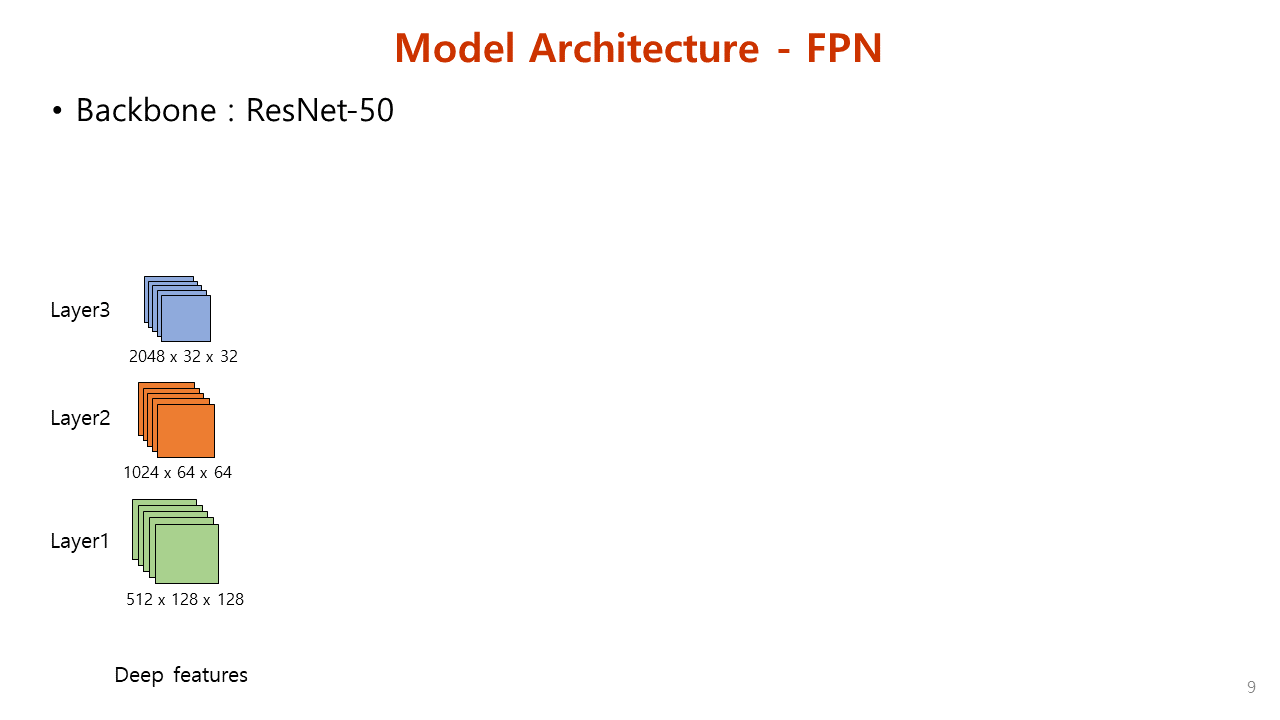 Model Architecture - FPN
• Backbone : ResNet-50
Layer3
2048 x 32 x 32
Layer2
1024 x 64 x 64
Layer1
512 x 128 x 128
Deep features
9